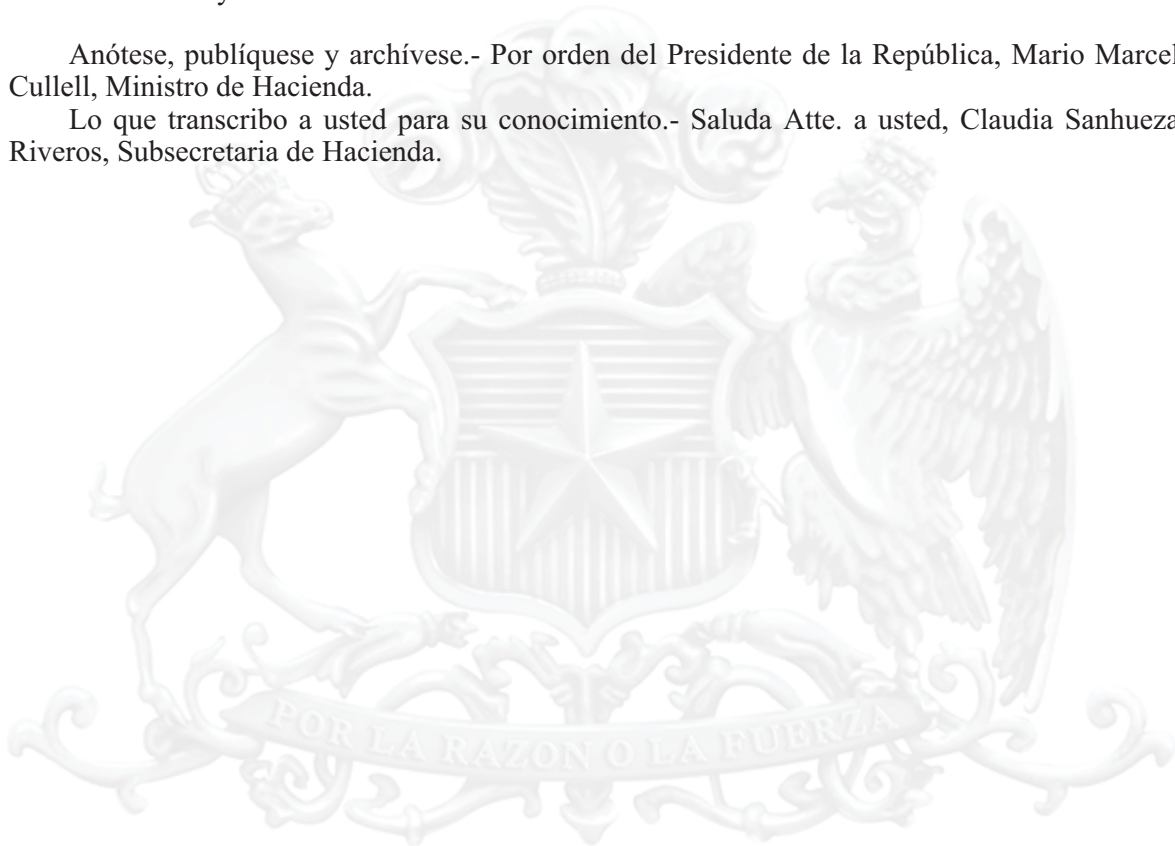 Anótese, publíquese y archívese.- Por orden del Presidente de la República, Mario Marcel
Cullell, Ministro de Hacienda.
Lo que transcribo a usted para su conocimiento.- Saluda Atte. a usted, Claudia Sanhueza
Riveros, Subsecretaria de Hacienda.
POR LA RAZON O LA FUERZA